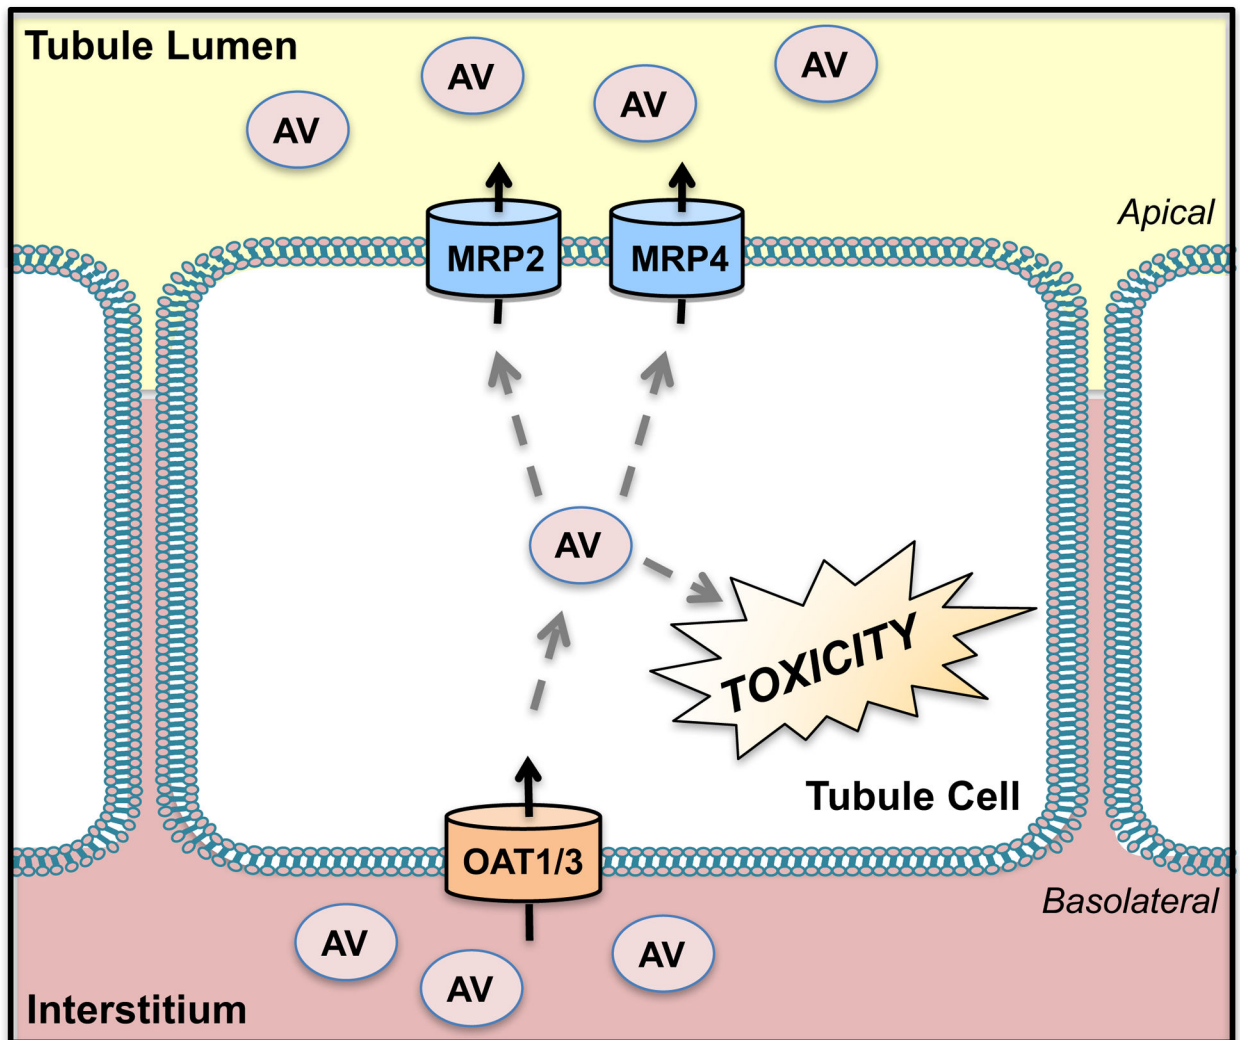 Tubule Lumen
AV
AV
AV
AV
Apical
MRP2
MRP4
AV
TOXICITY
Tubule Cell
OAT1/3
Basolateral
AV
AV
AV
Interstitium